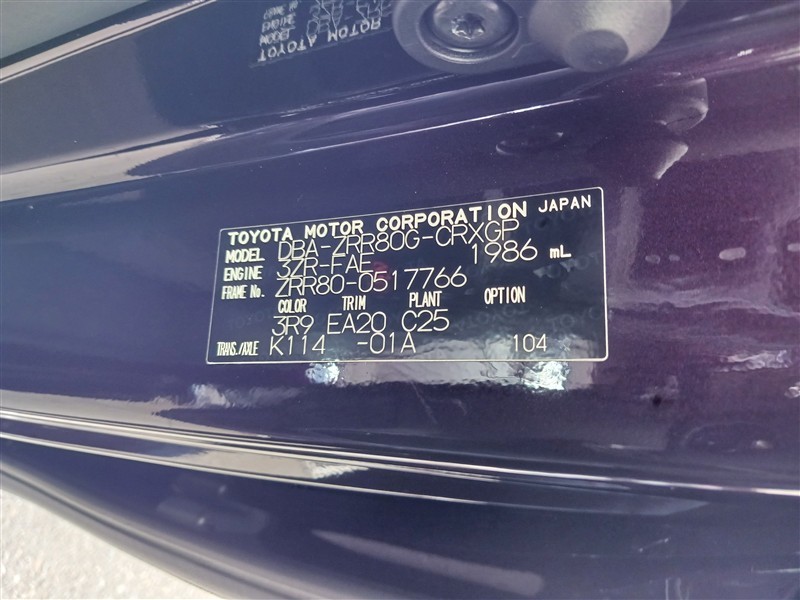 TOYOTA MOTOR CORPORATION JAPAN
MODEL DBA-ZRR80G-CRXGP
ENGINE 3ZR-FAE 1986 mL
FRAME No. ZRR80-0517766
COLOR TRIM PLANT OPTION
3R9 EA20 C25
TRANS./AXLE K114 -01A 104